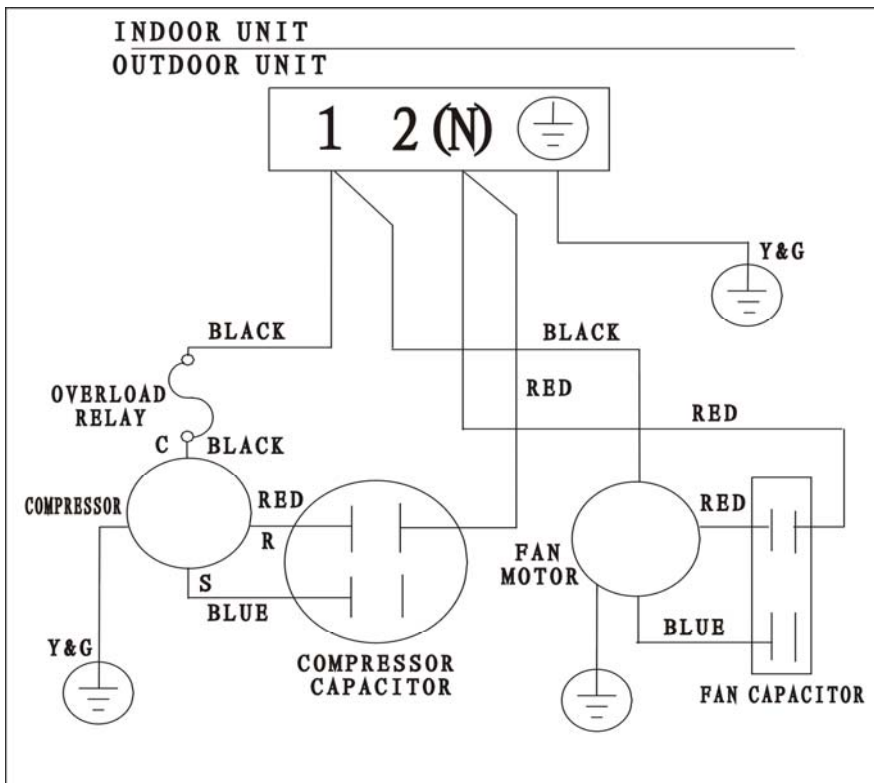 INDOOR UNIT
OUTDOOR UNIT
1 2 (N)
Y&G
BLACK
BLACK
OVERLOAD
RELAY
RED
RED
C BLACK
COMPRESSOR
RED
R
RED
FAN
MOTOR
S
BLUE
BLUE
Y&G
COMPRESSOR
CAPACITOR
FAN CAPACITOR